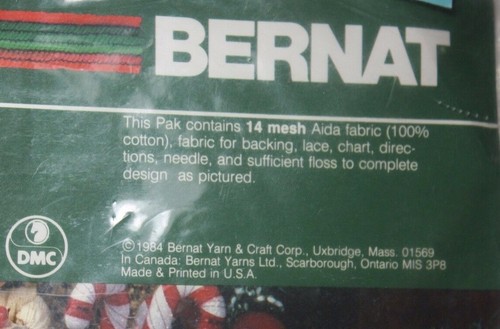 BERNAT
This Pak contains 14 mesh Aida fabric (100%
cotton), fabric for backing, lace, chart, direc-
tions, needle, and sufficient floss to complete
design as pictured.
DMC
©1984 Bernat Yarn & Craft Corp., Uxbridge, Mass. 01569
In Canada: Bernat Yarns Ltd., Scarborough, Ontario MIS 3P8
Made & Printed in U.S.A.